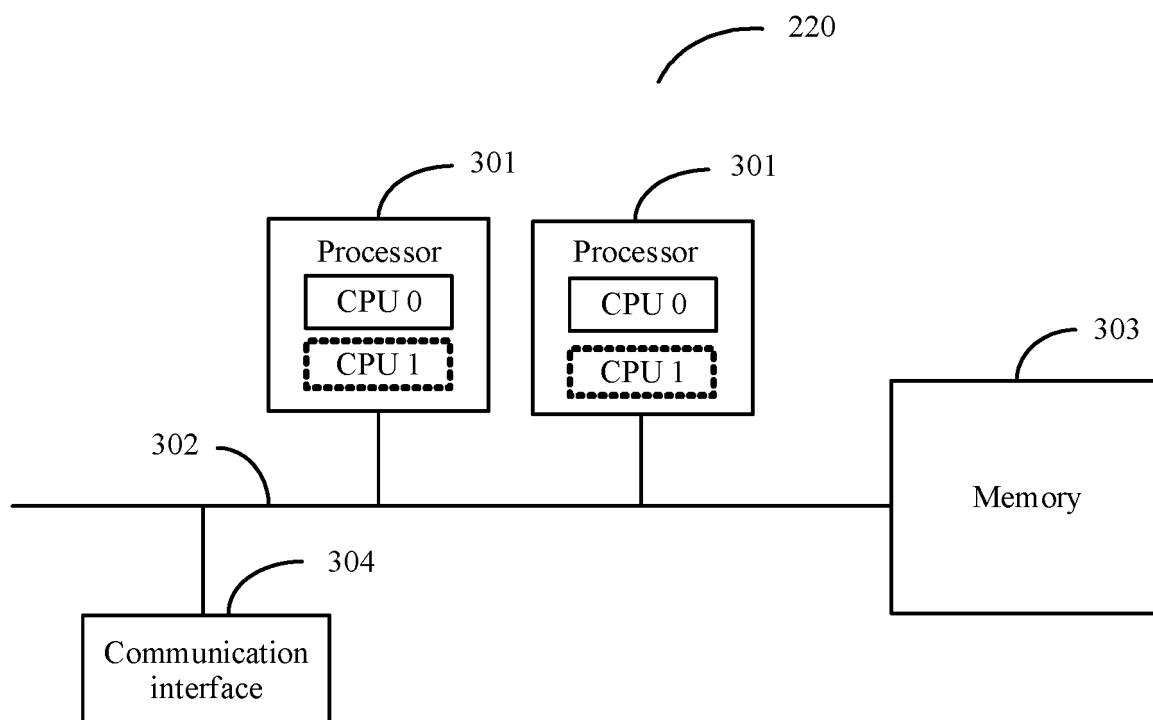 220
301
301
Processor
Processor
CPU 0
CPU 0
CPU 1
CPU 1
303
302
Memory
304
Communication
interface